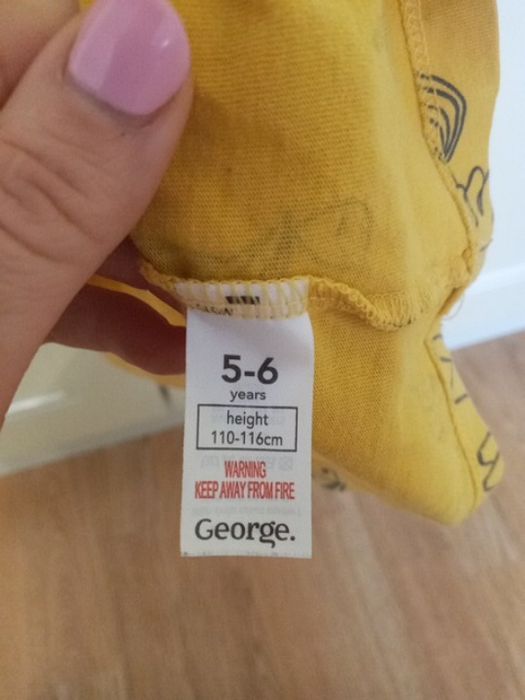 5-6
years
height
110-116cm
WARNING
KEEP AWAY FROM FIRE
George.